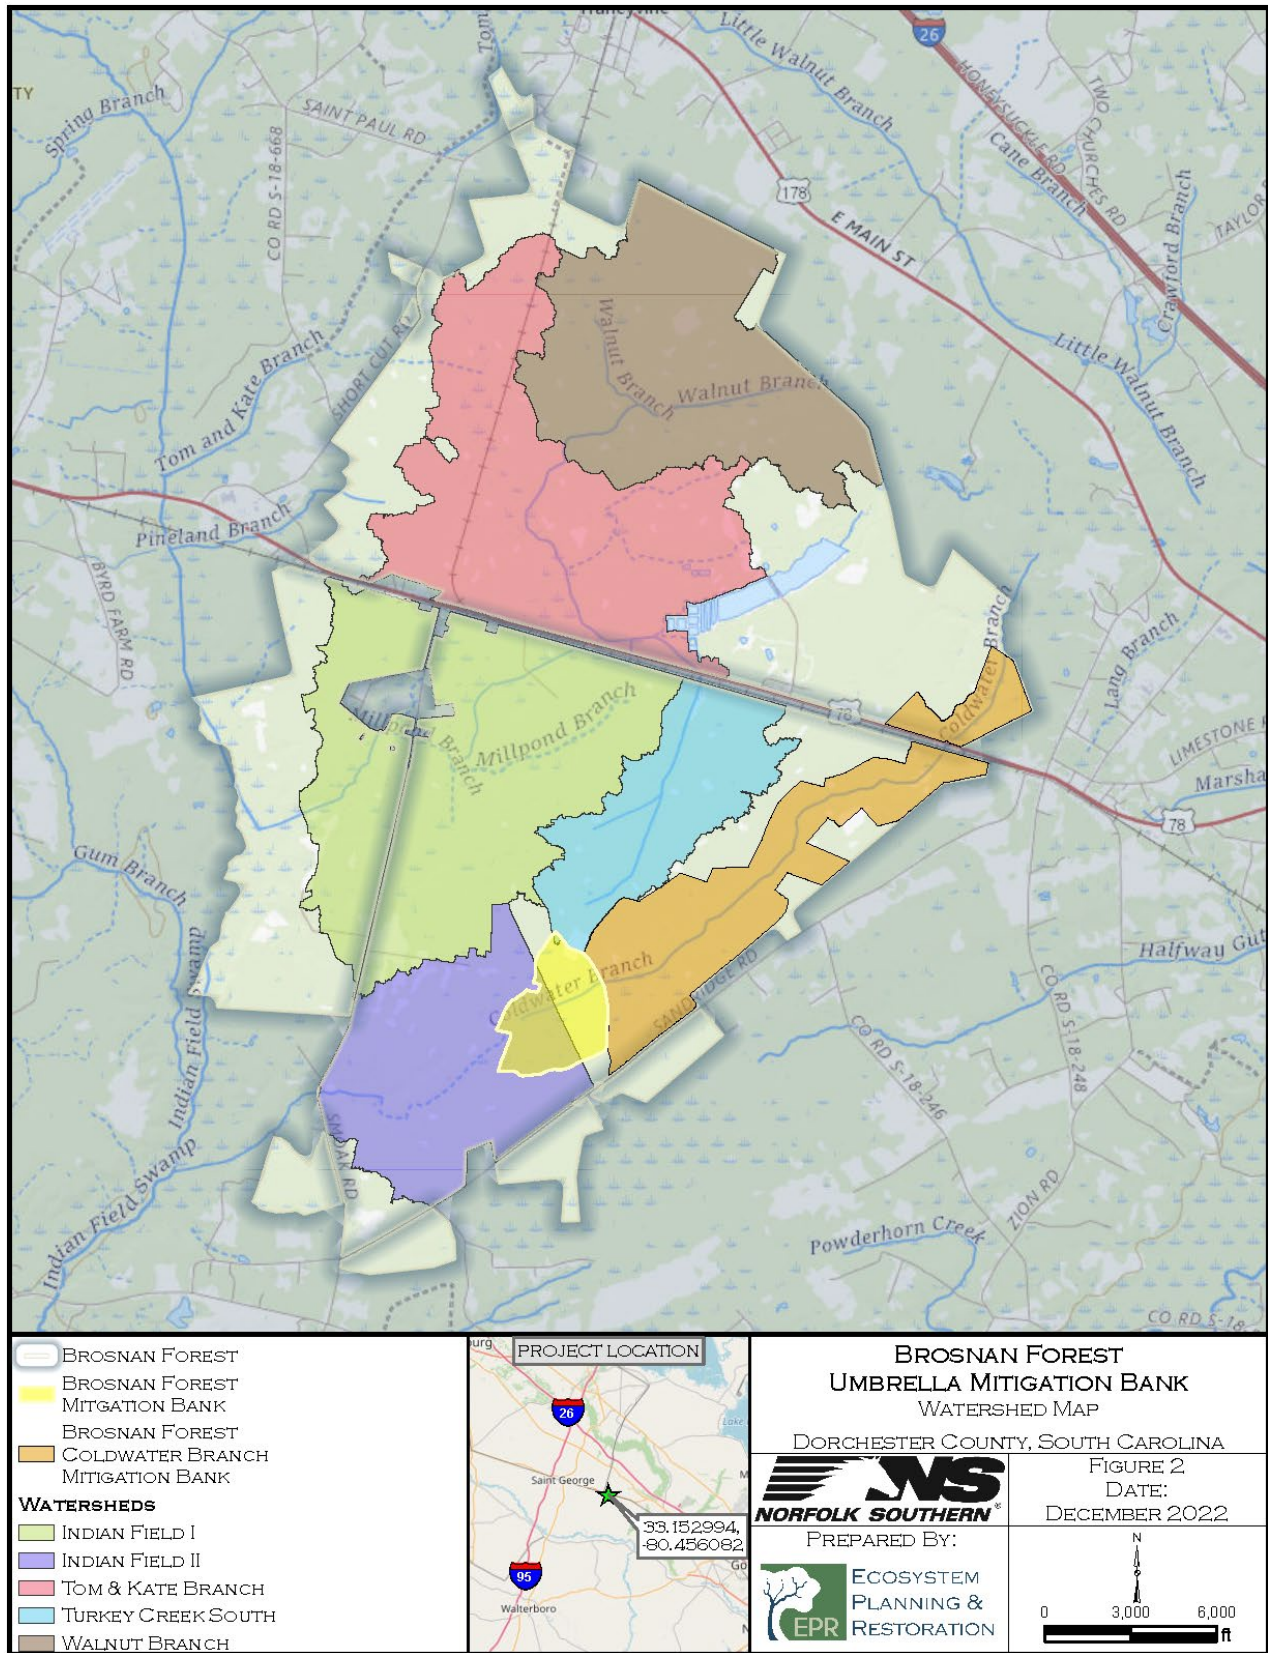 Little Walnut Branch
26
TY
Spring Branch
SAINT PAUL RD
Tom
HONEYSUCKLE RD
TWO CHURCHES RD
Cane Branch
CO RD S-18-668
178
E MAIN ST
Crawford Branch
TAYLOR
Walnut Branch
Walnut Branch
SHORT CUT RD
Tom and Kate Branch
Little Walnut Branch
Pineland Branch
BYRD FARM RD
Coldwater Branch
Lang Branch
Millpond Branch
Millpond Branch
78
Coldwater Branch
LIMESTONE
Marsha
78
Gum Branch
Indian Field Swamp
Coldwater Branch
SANDRIDGE RD
Halfway Gut
CO RD S-18-246
CO RD S-18-248
SMOAK RD
Indian Field Swamp
ZION RD
Powderhorn Creek
CO RD S-18-
BROSNAN FOREST
BROSNAN FOREST
MITGATION BANK
BROSNAN FOREST
COLDWATER BRANCH
MITIGATION BANK
WATERSHEDS
INDIAN FIELD I
INDIAN FIELD II
TOM & KATE BRANCH
TURKEY CREEK SOUTH
WALNUT BRANCH
PROJECT LOCATION
urg
26
Lake
Saint George
33.152994,
-80.456082
Go
95
Walterboro
BROSNAN FOREST
UMBRELLA MITIGATION BANK
WATERSHED MAP
DORCHESTER COUNTY, SOUTH CAROLINA
NS
NORFOLK SOUTHERN®
FIGURE 2
DATE:
DECEMBER 2022
PREPARED BY:
EPR
ECOSYSTEM
PLANNING &
RESTORATION
N
0 3,000 6,000
ft